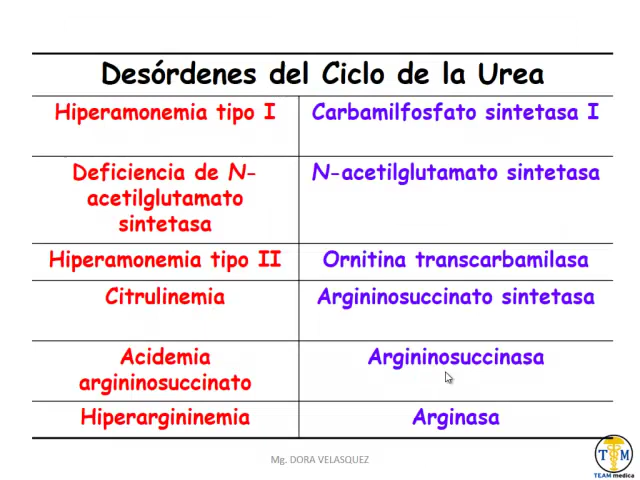 Desórdenes del Ciclo de la Urea
Hiperamonemia tipo I
Carbamilfosfato sintetasa I
Deficiencia de N-
acetilglutamato
sintetasa
N-acetilglutamato sintetasa
Hiperamonemia tipo II
Ornitina transcarbamilasa
Citrulinemia
Argininosuccinato sintetasa
Acidemia
argininosuccinato
Argininosuccinasa
Hiperargininemia
Arginasa
Mg. DORA VELASQUEZ
T M
TEAM medica